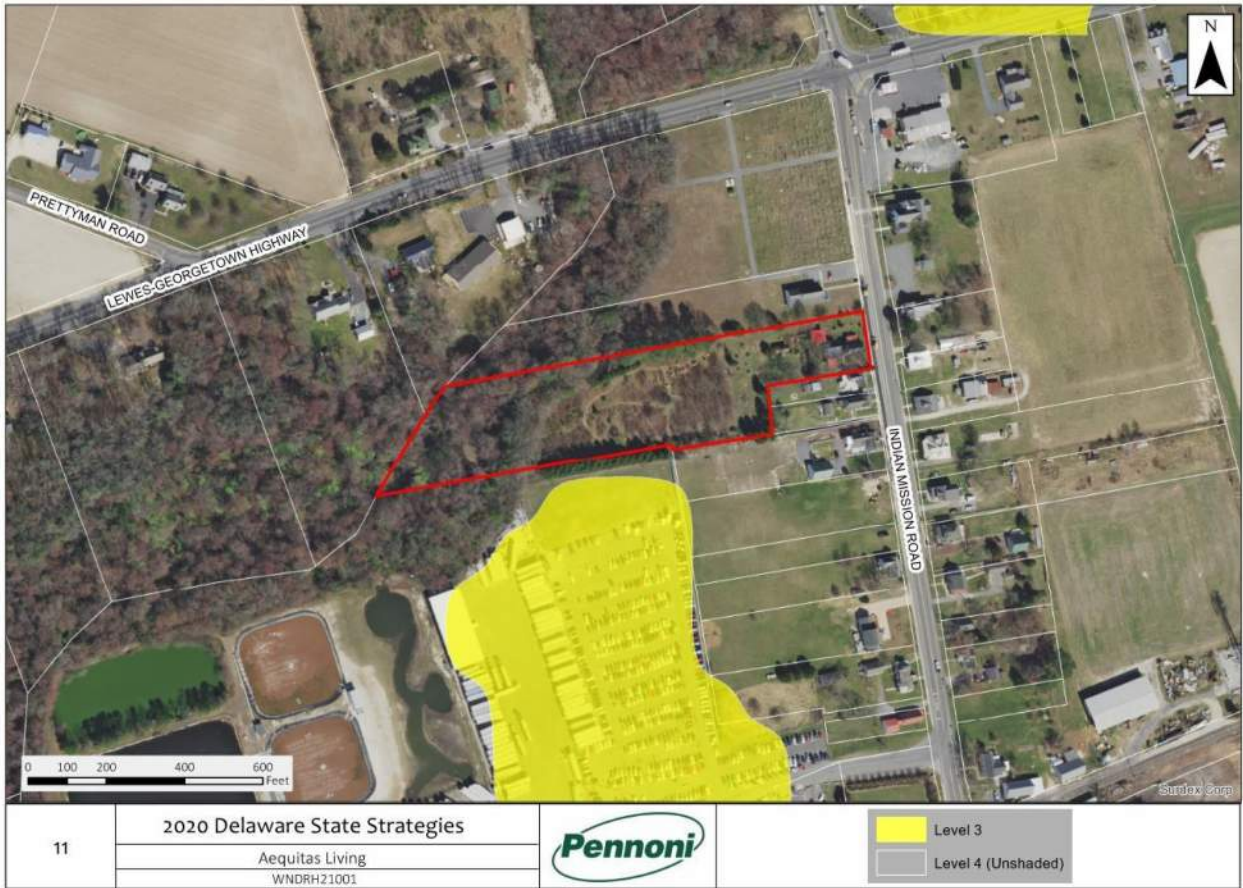 N
PRETTYMAN ROAD
LEWES-GEORGETOWN HIGHWAY
INDIAN MISSION ROAD
0 100 200 400 600
Feet
Surdex Corp
11
2020 Delaware State Strategies
Aequitas Living
WNDRH21001
Pennoni
Level 3
Level 4 (Unshaded)